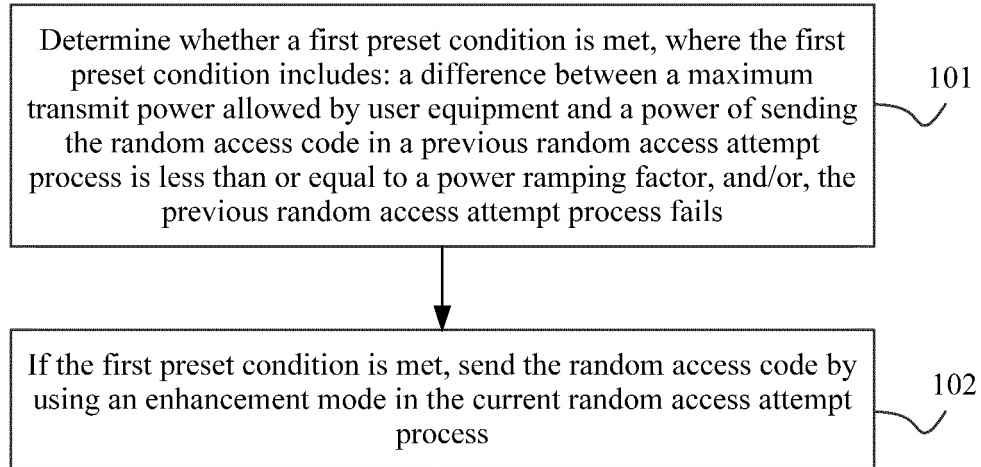 Determine whether a first preset condition is met, where the first
preset condition includes: a difference between a maximum
transmit power allowed by user equipment and a power of sending
the random access code in a previous random access attempt
process is less than or equal to a power ramping factor, and/or, the
previous random access attempt process fails
101
If the first preset condition is met, send the random access code by
using an enhancement mode in the current random access attempt
process
102